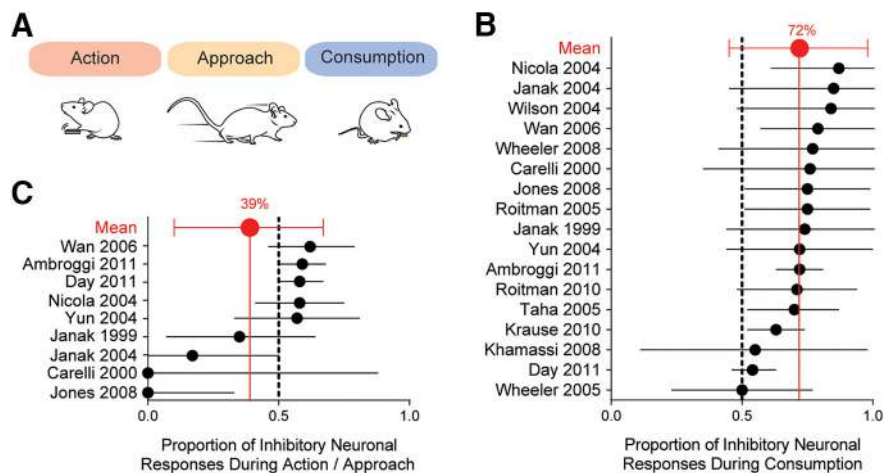 A
Action
Approach
Consumption
B
72%
Mean
Nicola 2004
Janak 2004
Wilson 2004
Wan 2006
Wheeler 2008
Carelli 2000
Jones 2008
Roitman 2005
Janak 1999
Yun 2004
Ambroggi 2011
Roitman 2010
Taha 2005
Krause 2010
Khamassi 2008
Day 2011
Wheeler 2005
0.0 0.5 1.0
Proportion of Inhibitory Neuronal
Responses During Consumption
C
39%
Mean
Wan 2006
Ambroggi 2011
Day 2011
Nicola 2004
Yun 2004
Janak 1999
Janak 2004
Carelli 2000
Jones 2008
0.0 0.5 1.0
Proportion of Inhibitory Neuronal
Responses During Action / Approach